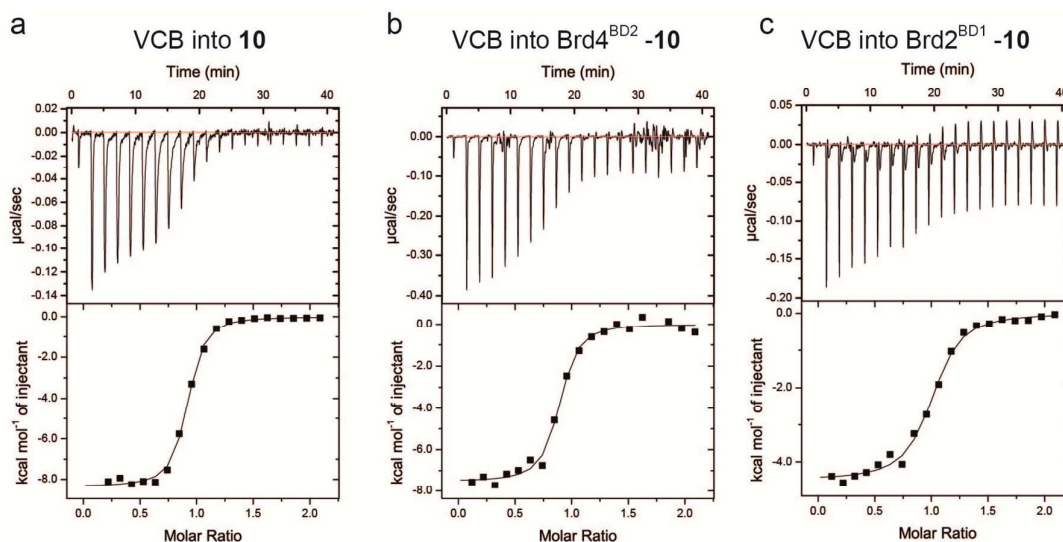 a
VCB into 10
Time (min)
0 10 20 30 40
0.02
0.00
-0.02
-0.04
-0.06
-0.08
-0.10
-0.12
-0.14
µcal/sec
0.0
-2.0
-4.0
-6.0
-8.0
kcal mol⁻¹ of injectant
0.0 0.5 1.0 1.5 2.0
Molar Ratio
b
VCB into Brd4ᴮᴰ² -10
Time (min)
0 10 20 30 40
0.00
-0.10
-0.20
-0.30
-0.40
µcal/sec
0.0
-2.0
-4.0
-6.0
-8.0
kcal mol⁻¹ of injectant
0.0 0.5 1.0 1.5 2.0
Molar Ratio
c
VCB into Brd2ᴮᴰ¹ -10
Time (min)
0 10 20 30 40
0.05
0.00
-0.05
-0.10
-0.15
-0.20
µcal/sec
0.0
-2.0
-4.0
kcal mol⁻¹ of injectant
0.0 0.5 1.0 1.5 2.0
Molar Ratio